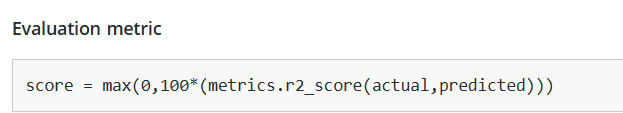 Evaluation metric
score = max(0,100*(metrics.r2_score(actual,predicted)))